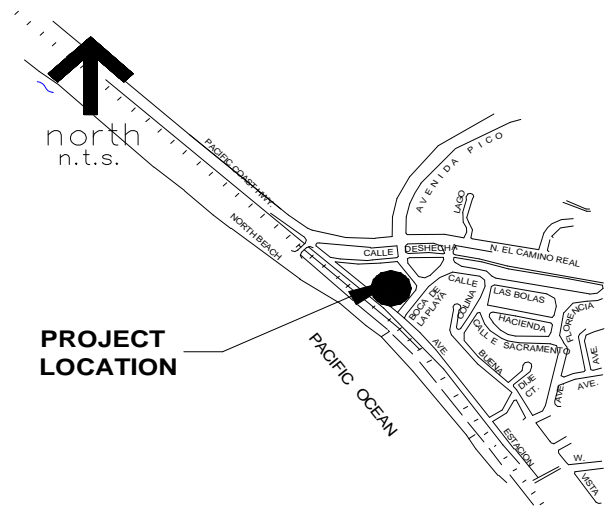 north
n.t.s.
PACIFIC COAST HWY.
NORTH BEACH
AVENIDA PICO
LAGO
CALLE DESHECHA
N. EL CAMINO REAL
BOCA DE
LA PLAYA
CALLE
COLINA
LAS BOLAS
HACIENDA
CALLE SACRAMENTO
FLORENCIA
AVE.
BUENA
DIJE
CT.
AVE
AVE.
AVE.
PROJECT
LOCATION
PACIFIC OCEAN
ESTACION
W.
VISTA